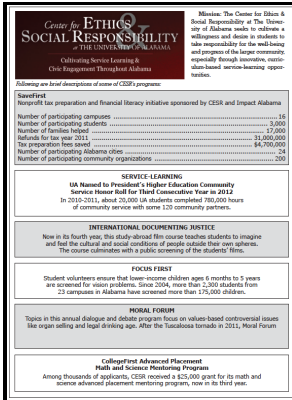 Center for ETHICS
& SOCIAL RESPONSIBILITY
at THE UNIVERSITY of ALABAMA
Cultivating Service Learning &
Civic Engagement Throughout Alabama
Mission: The Center for Ethics &
Social Responsibility at The Univer-
sity of Alabama seeks to cultivate a
willingness and desire in students to
take responsibility for the well-being
and progress of the larger community,
especially through innovative, curric-
ulum-based service-learning oppor-
tunities.
Following are brief descriptions of some of CESR's programs:
SaveFirst
Nonprofit tax preparation and financial literacy initiative sponsored by CESR and Impact Alabama
Number of participating campuses ... 16
Number of participating students ... 3,000
Number of families helped ... 17,000
Refunds for tax year 2011 ... 31,000,000
Tax preparation fees saved ... $4,700,000
Number of participating Alabama cities ... 24
Number of participating community organizations ... 200
SERVICE-LEARNING
UA Named to President's Higher Education Community
Service Honor Roll for Third Consecutive Year in 2012
In 2010-2011, about 20,000 UA students completed 780,000 hours
of community service with some 120 community partners.
INTERNATIONAL DOCUMENTING JUSTICE
Now in its fourth year, this study-abroad film course teaches students to imagine
and feel the cultural and social conditions of people outside their own spheres.
The course culminates with a public screening of the students' films.
FOCUS FIRST
Student volunteers ensure that lower-income children ages 6 months to 5 years
are screened for vision problems. Since 2004, more than 2,300 students from
23 campuses in Alabama have screened more than 175,000 children.
MORAL FORUM
Topics in this annual dialogue and debate program focus on values-based controversial issues
like organ selling and legal drinking age. After the Tuscaloosa tornado in 2011, Moral Forum
CollegeFirst Advanced Placement
Math and Science Mentoring Program
Among thousands of applicants, CESR received a $25,000 grant for its math and
science advanced placement mentoring program, now in its third year.